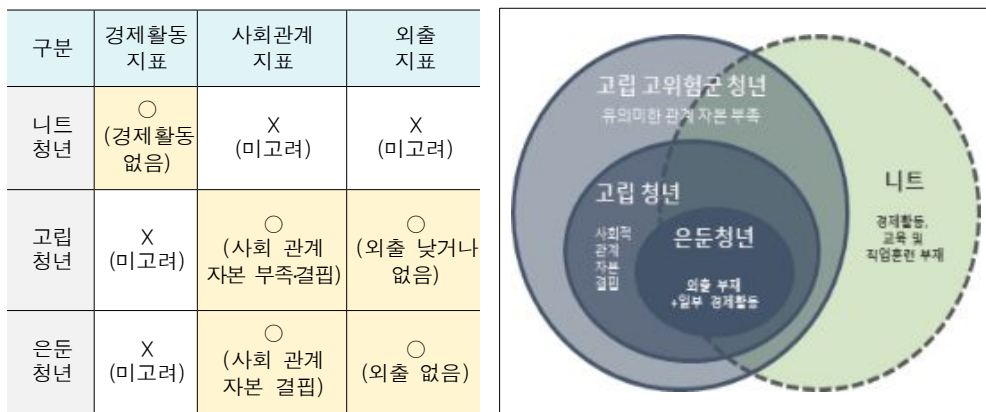 구분
경제활동
지표
사회관계
지표
외출
지표
니트
청년
○
(경제활동
없음)
X
(미고려)
X
(미고려)
고립
청년
X
(미고려)
○
(사회 관계
자본 부족·결핍)
○
(외출 낮거나
없음)
은둔
청년
X
(미고려)
○
(사회 관계
자본 결핍)
○
(외출 없음)
고립 고위험군 청년
유의미한 관계 자본 부족
고립 청년
사회적
관계
자본
결핍
은둔청년
외출 부재
+일부 경제활동
니트
경제활동,
교육 및
직업훈련 부재